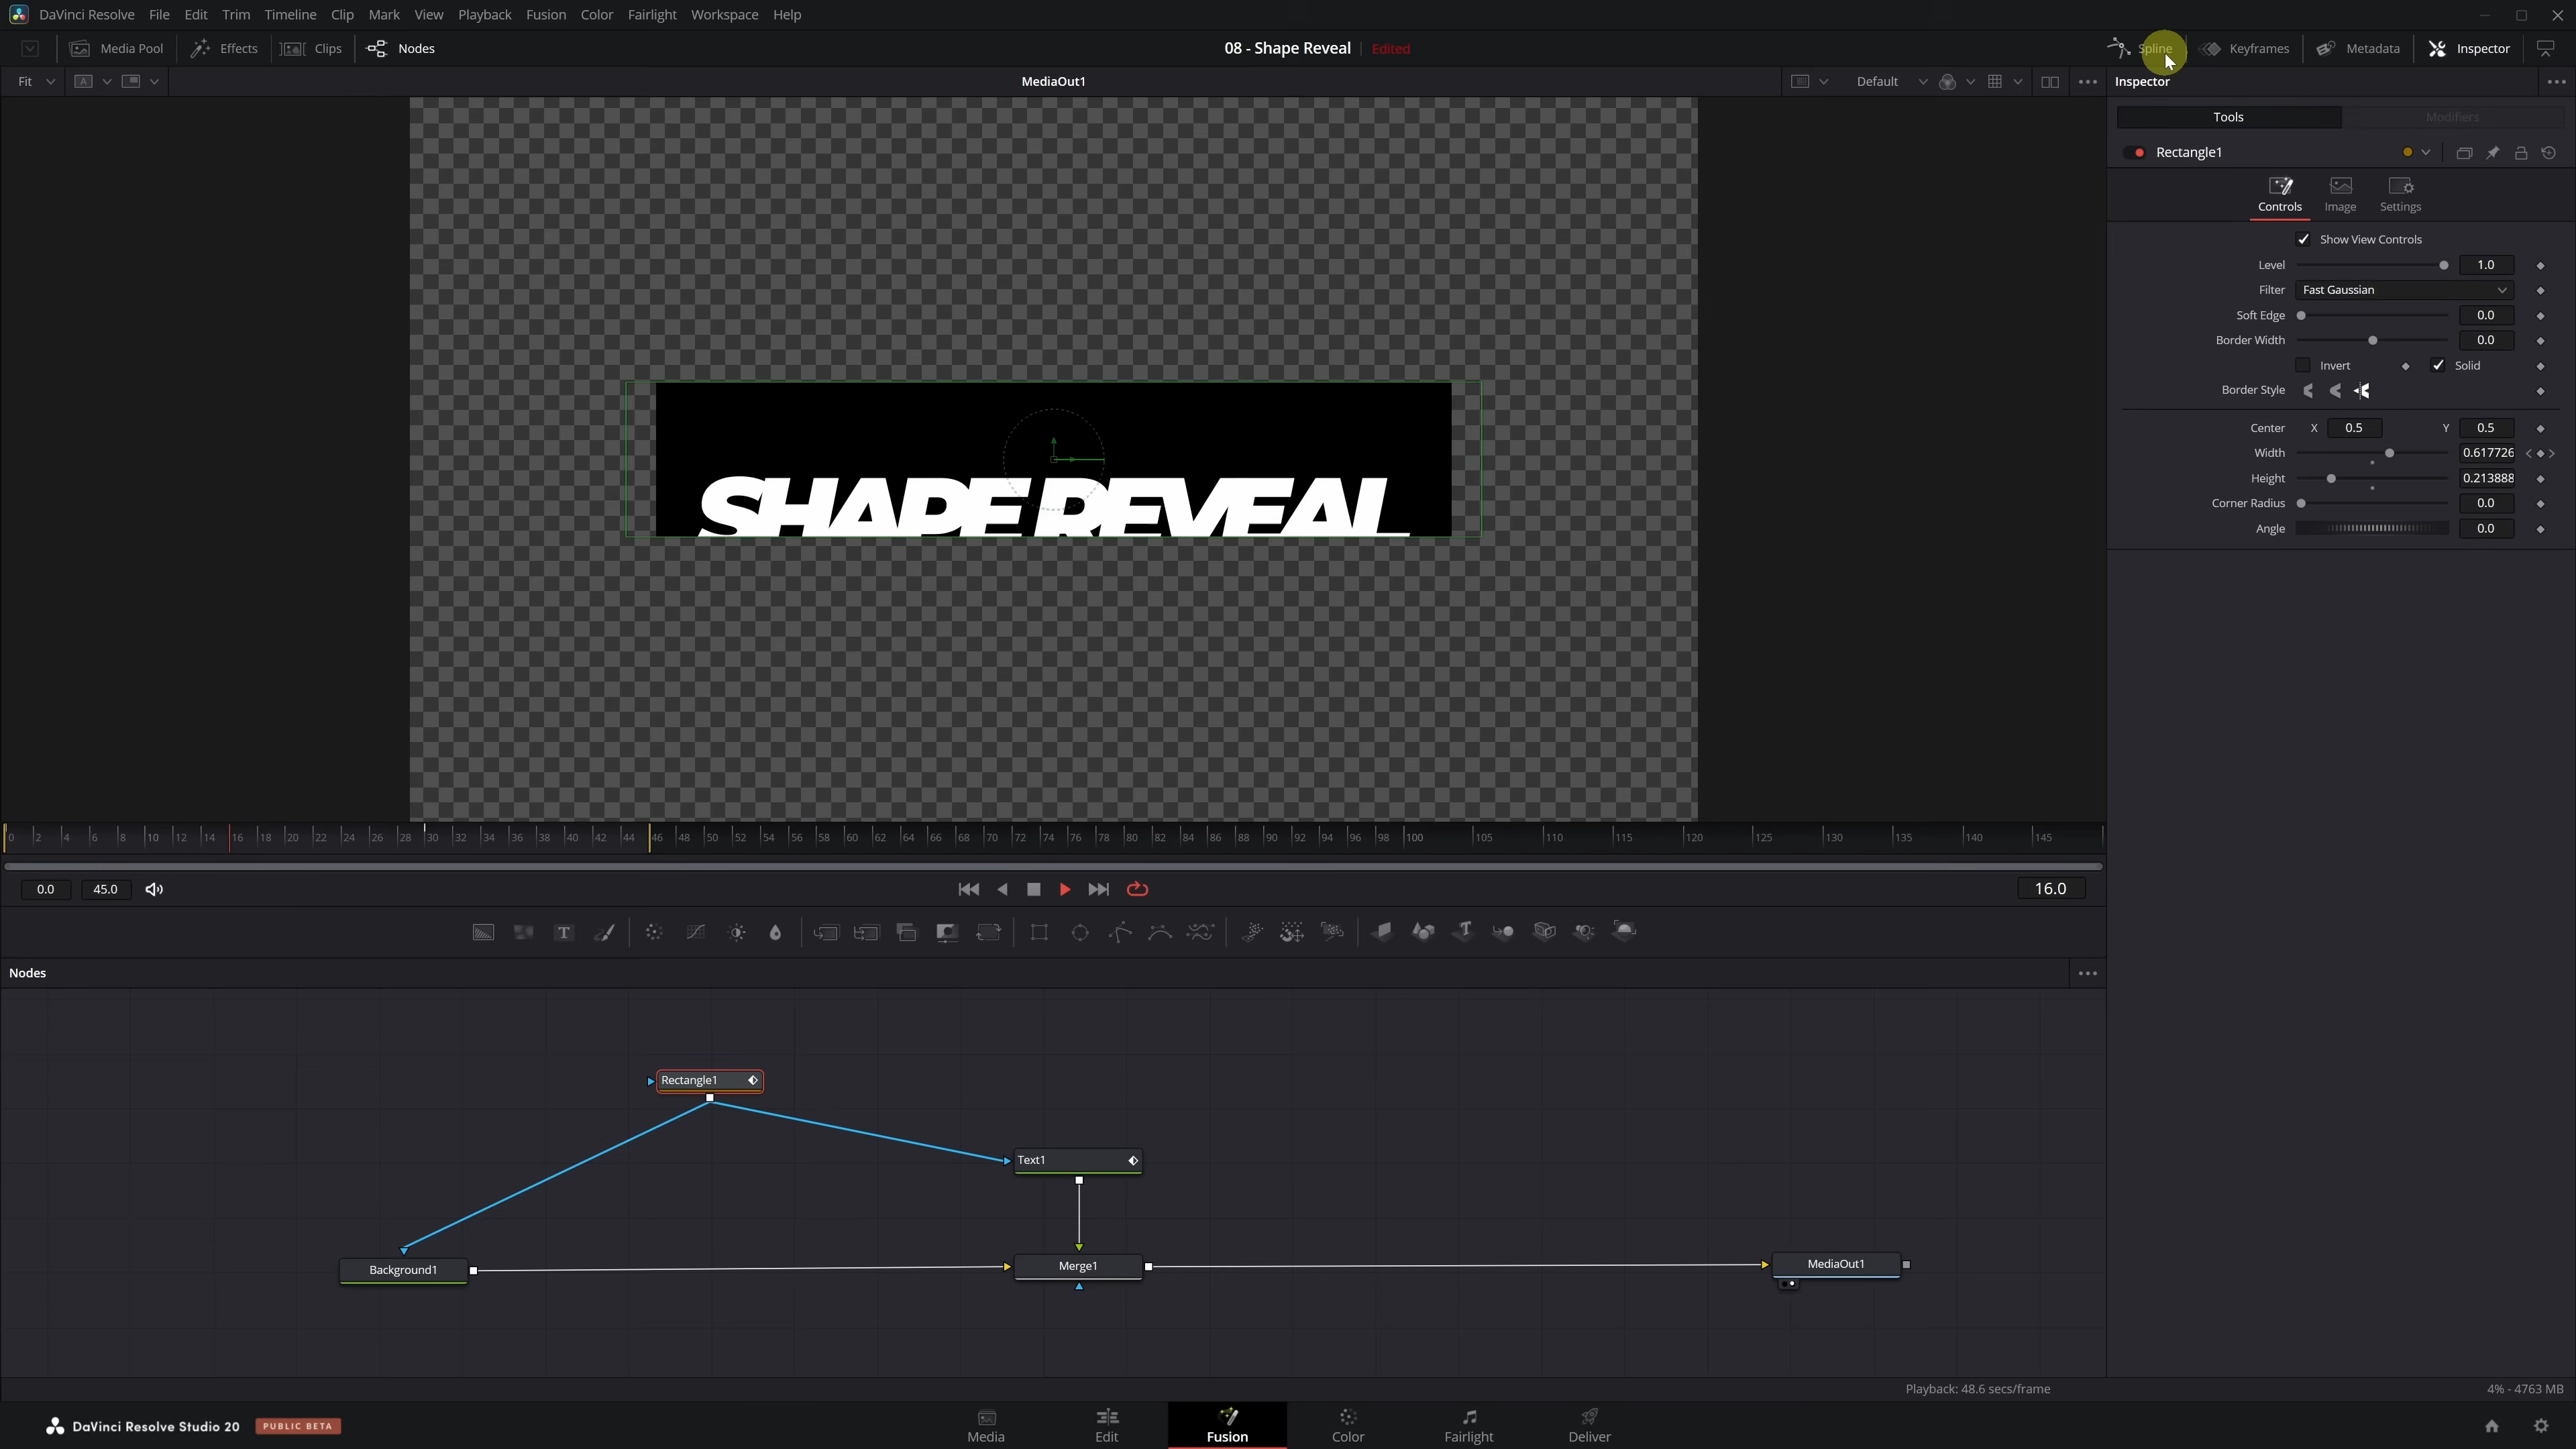 DaVinci Resolve File Edit Trim Timeline Clip Mark View Playback Fusion Color Fairlight Workspace Help
Media Pool Effects Clips Nodes 08 - Shape Reveal Edited Spline Keyframes Metadata Inspector
Fit A MediaOut1 Default Inspector
Tools Modifiers
Rectangle1
Controls Image Settings
Show View Controls
Level 1.0
Filter Fast Gaussian
Soft Edge 0.0
Border Width 0.0
Invert Solid
Border Style
Center X 0.5 Y 0.5
Width 0.617726
Height 0.213888
Corner Radius 0.0
Angle 0.0
SHAPE REVEAL
0 2 4 6 8 10 12 14 16 18 20 22 24 26 28 30 32 34 36 38 40 42 44 46 48 50 52 54 56 58 60 62 64 66 68 70 72 74 76 78 80 82 84 86 88 90 92 94 96 98 100 105 110 115 120 125 130 135 140 145
0.0 45.0 16.0
T T
Nodes
Rectangle1
Text1
Background1 Merge1 MediaOut1
Playback: 48.6 secs/frame 4% - 4763 MB
DaVinci Resolve Studio 20 PUBLIC BETA Media Edit Fusion Color Fairlight Deliver